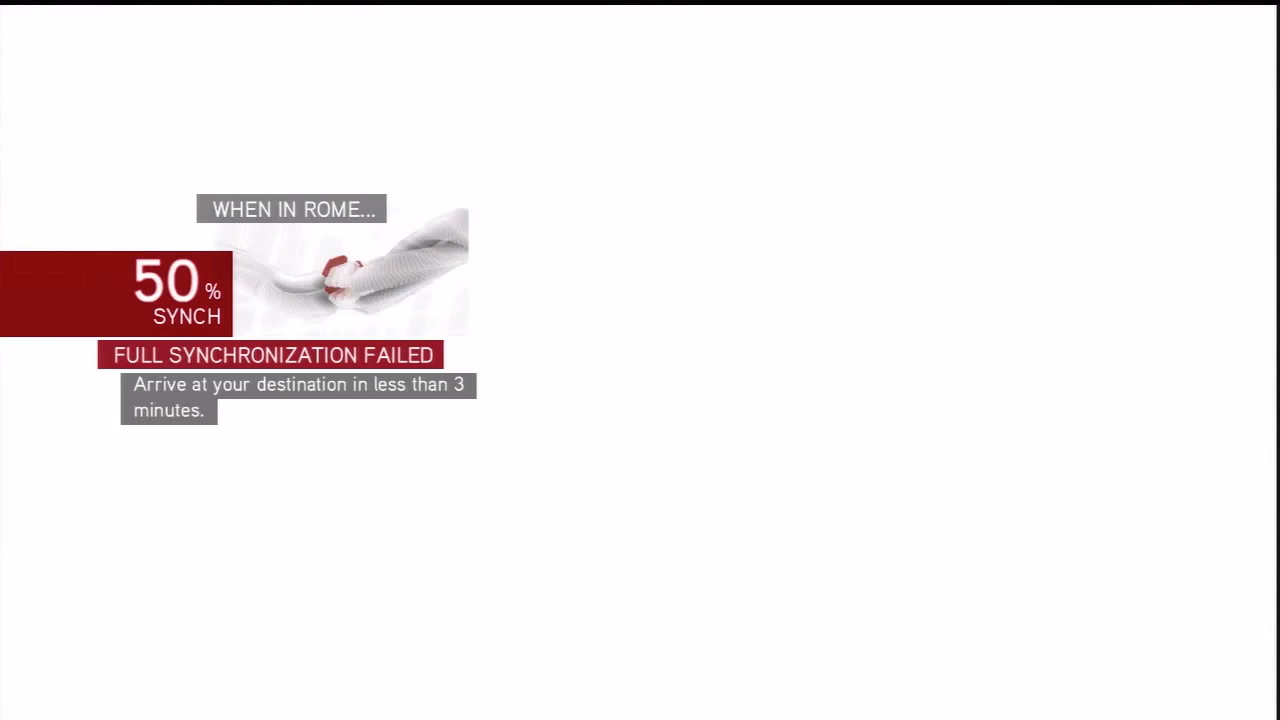 WHEN IN ROME...
50 %
SYNCH
FULL SYNCHRONIZATION FAILED
Arrive at your destination in less than 3
minutes.